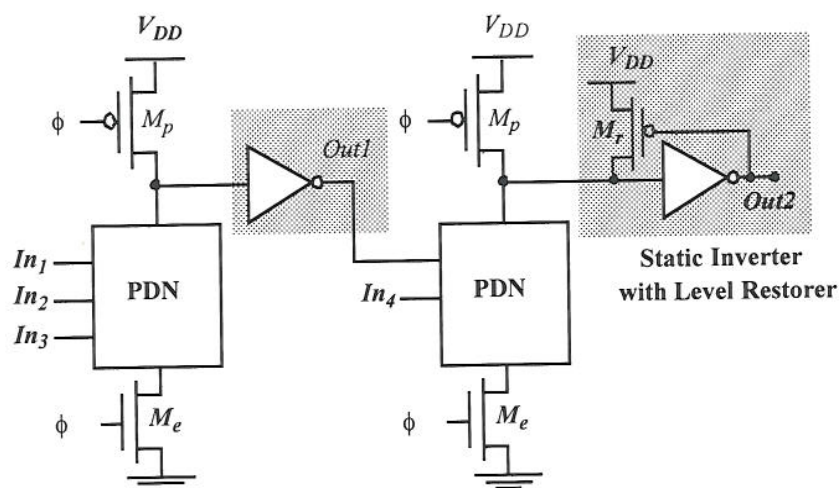 V_DD
V_DD
V_DD
ϕ
M_p
Out1
ϕ
M_p
M_r
Out2
In_1
In_2
In_3
PDN
In_4
PDN
Static Inverter
with Level Restorer
ϕ
M_e
ϕ
M_e